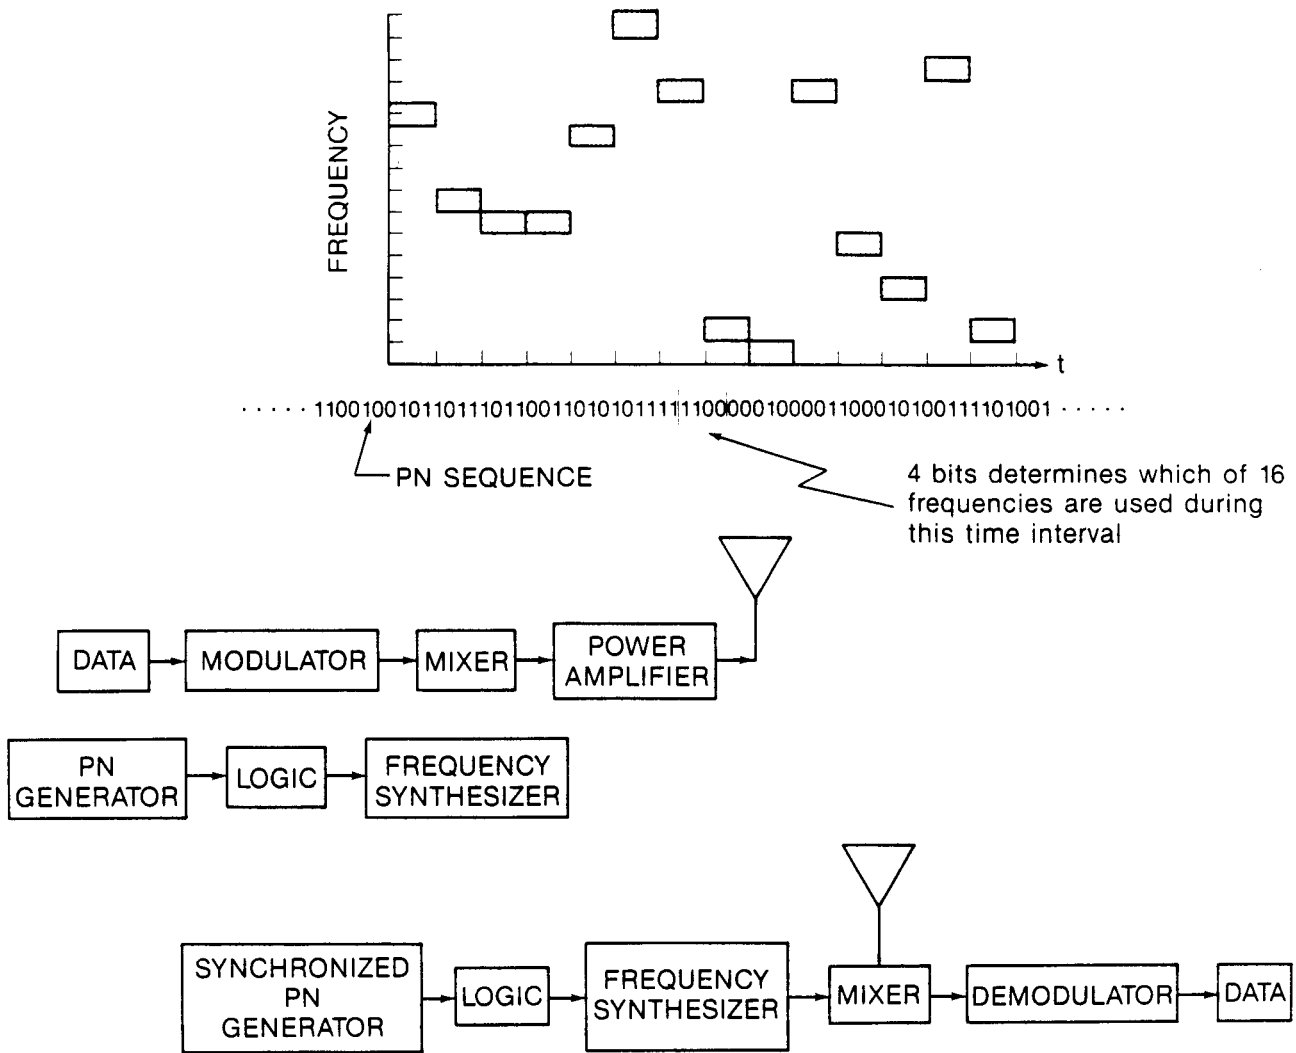 FREQUENCY
t
· · · · · 110010010110111011001101010101111111000000100001100010100111101001 · · · · ·
PN SEQUENCE
4 bits determines which of 16
frequencies are used during
this time interval
DATA
MODULATOR
MIXER
POWER
AMPLIFIER
PN
GENERATOR
LOGIC
FREQUENCY
SYNTHESIZER
SYNCHRONIZED
PN
GENERATOR
LOGIC
FREQUENCY
SYNTHESIZER
MIXER
DEMODULATOR
DATA